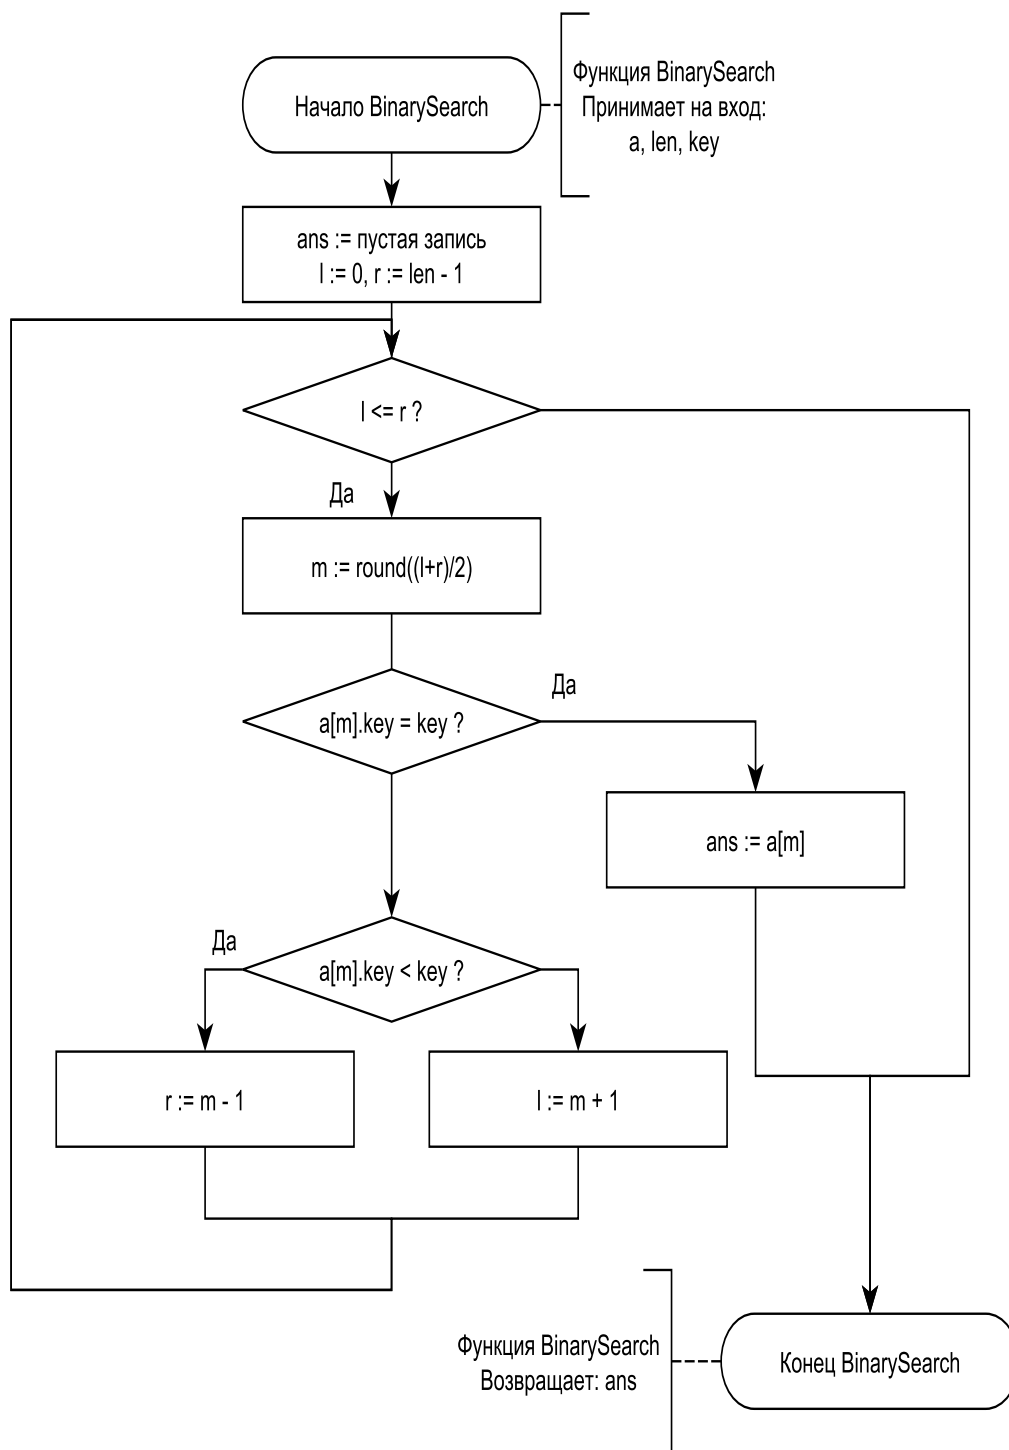 Начало BinarySearch
Функция BinarySearch
Принимает на вход:
a, len, key
ans := пустая запись
l := 0, r := len - 1
l <= r ?
Да
m := round((l+r)/2)
a[m].key = key ?
Да
ans := a[m]
Да
a[m].key < key ?
r := m - 1
l := m + 1
Функция BinarySearch
Возвращает: ans
Конец BinarySearch